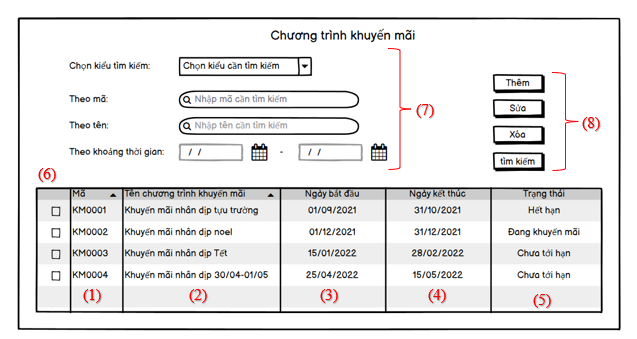 Chương trình khuyến mãi
Chọn kiểu tìm kiếm: Chọn kiểu cần tìm kiếm
Theo mã: Nhập mã cần tìm kiếm
Theo tên: Nhập tên cần tìm kiếm
Theo khoảng thời gian: / / - / /
(7)
Thêm
Sửa
Xóa
tìm kiếm
(8)
(6)
Mã Tên chương trình khuyến mãi Ngày bắt đầu Ngày kết thúc Trạng thái
KM0001 Khuyến mãi nhân dịp tựu trường 01/09/2021 31/10/2021 Hết hạn
KM0002 Khuyến mãi nhân dịp noel 01/12/2021 31/12/2021 Đang khuyến mãi
KM0003 Khuyến mãi nhân dịp Tết 15/01/2022 28/02/2022 Chưa tới hạn
KM0004 Khuyến mãi nhân dịp 30/04-01/05 25/04/2022 15/05/2022 Chưa tới hạn
(1) (2) (3) (4) (5)